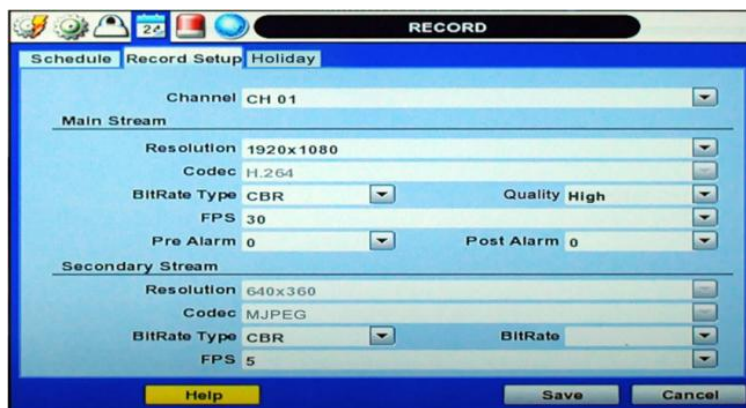 24
RECORD
Schedule Record Setup Holiday
Channel CH 01
Main Stream
Resolution 1920x1080
Codec H.264
BitRate Type CBR Quality High
FPS 30
Pre Alarm 0 Post Alarm 0
Secondary Stream
Resolution 640x360
Codec MJPEG
BitRate Type CBR BitRate
FPS 5
Help Save Cancel